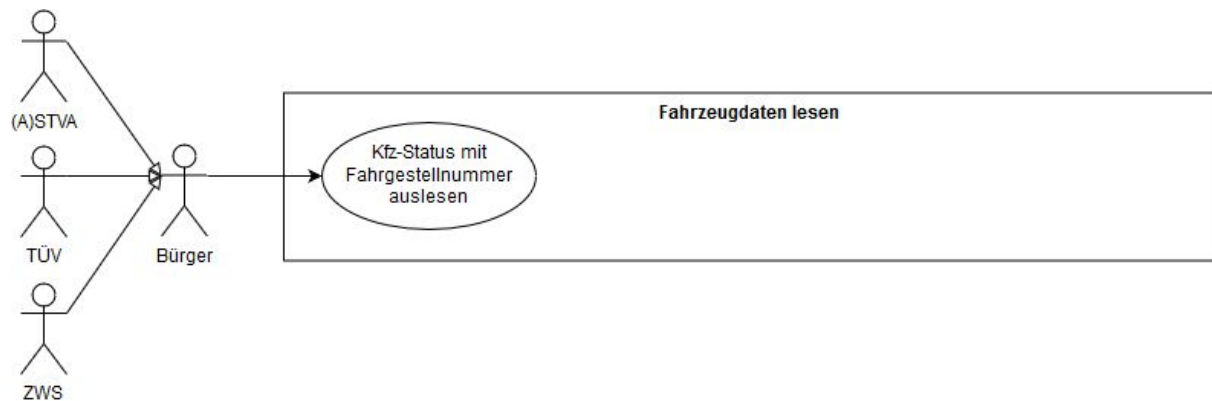 (A)STVA
Fahrzeugdaten lesen
Kfz-Status mit
Fahrgestellnummer
auslesen
TÜV
Bürger
ZWS